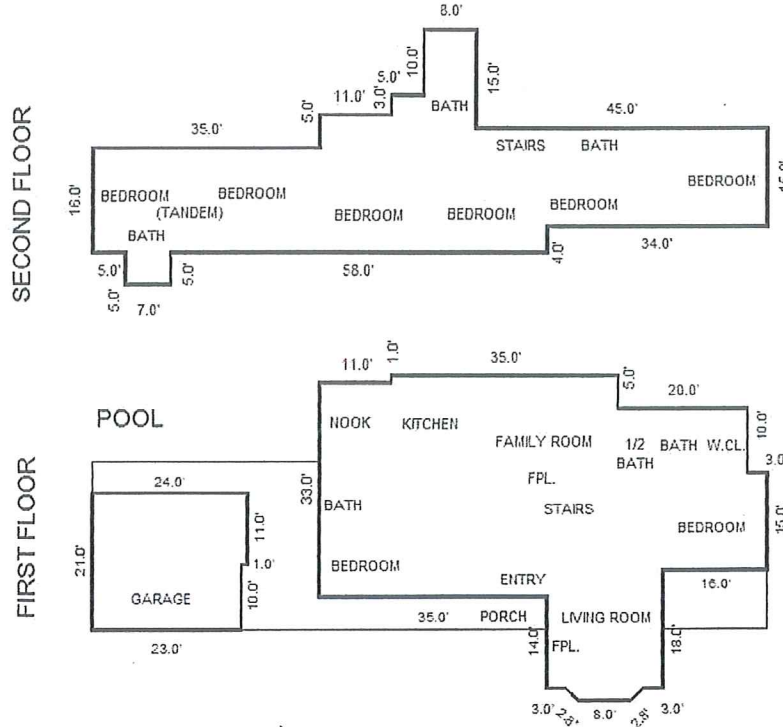 SECOND FLOOR
8.0'
10.0'
15.0'
5.0'
3.0'
11.0'
5.0'
BATH
45.0'
35.0'
STAIRS BATH
16.0'
BEDROOM
BEDROOM
BEDROOM
(TANDEM)
BEDROOM
BEDROOM
BEDROOM
15.0'
BATH
5.0'
5.0'
58.0'
4.0'
34.0'
5.0'
7.0'
FIRST FLOOR
11.0'
1.0'
35.0'
5.0'
20.0'
POOL
NOOK
KITCHEN
10.0'
FAMILY ROOM
1/2
BATH
BATH W.CL.
3.0'
24.0'
33.0'
FPL.
BATH
STAIRS
11.0'
21.0'
BEDROOM
15.0'
1.0'
BEDROOM
ENTRY
16.0'
GARAGE
10.0'
35.0'
PORCH
LIVING ROOM
23.0'
14.0'
FPL.
18.0'
3.0'
2.8'
8.0'
2.8'
3.0'